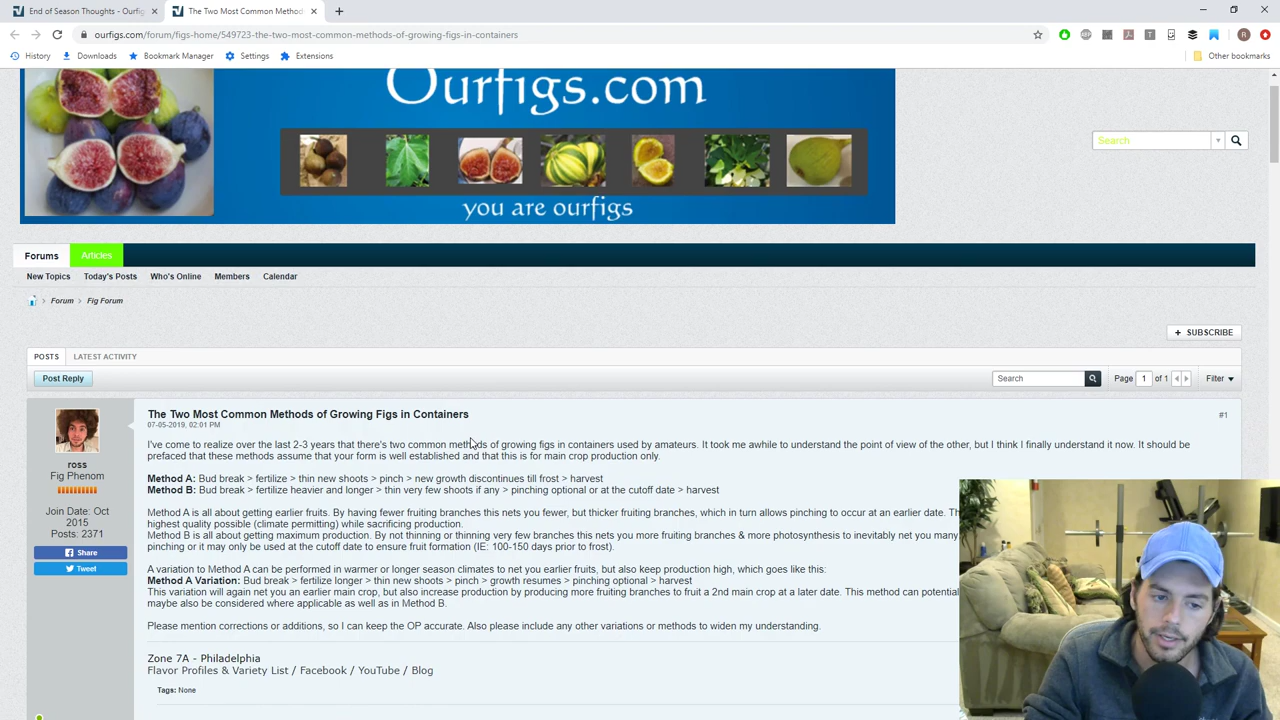 End of Season Thoughts - Ourfig
The Two Most Common Method
ourfigs.com/forum/figs-home/549723-the-two-most-common-methods-of-growing-figs-in-containers
History Downloads Bookmark Manager Settings Extensions Other bookmarks
Ourfigs.com
you are ourfigs
Search
Forums Articles
New Topics Today's Posts Who's Online Members Calendar
Forum > Fig Forum
+ SUBSCRIBE
POSTS LATEST ACTIVITY
Post Reply Search Page 1 of 1 Filter
The Two Most Common Methods of Growing Figs in Containers #1
07-05-2019, 02:01 PM
ross
Fig Phenom
Join Date: Oct
2015
Posts: 2371
Share
Tweet
I've come to realize over the last 2-3 years that there's two common methods of growing figs in containers used by amateurs. It took me awhile to understand the point of view of the other, but I think I finally understand it now. It should be
prefaced that these methods assume that your form is well established and that this is for main crop production only.
Method A: Bud break > fertilize > thin new shoots > pinch > new growth discontinues till frost > harvest
Method B: Bud break > fertilize heavier and longer > thin very few shoots if any > pinching optional or at the cutoff date > harvest
Method A is all about getting earlier fruits. By having fewer fruiting branches this nets you fewer, but thicker fruiting branches, which in turn allows pinching to occur at an earlier date. Th
highest quality possible (climate permitting) while sacrificing production.
Method B is all about getting maximum production. By not thinning or thinning very few branches this nets you more fruiting branches & more photosynthesis to inevitably net you many
pinching or it may only be used at the cutoff date to ensure fruit formation (IE: 100-150 days prior to frost).
A variation to Method A can be performed in warmer or longer season climates to net you earlier fruits, but also keep production high, which goes like this:
Method A Variation: Bud break > fertilize longer > thin new shoots > pinch > growth resumes > pinching optional > harvest
This variation will again net you an earlier main crop, but also increase production by producing more fruiting branches to fruit a 2nd main crop at a later date. This method can potential
maybe also be considered where applicable as well as in Method B.
Please mention corrections or additions, so I can keep the OP accurate. Also please include any other variations or methods to widen my understanding.
Zone 7A - Philadelphia
Flavor Profiles & Variety List / Facebook / YouTube / Blog
Tags: None